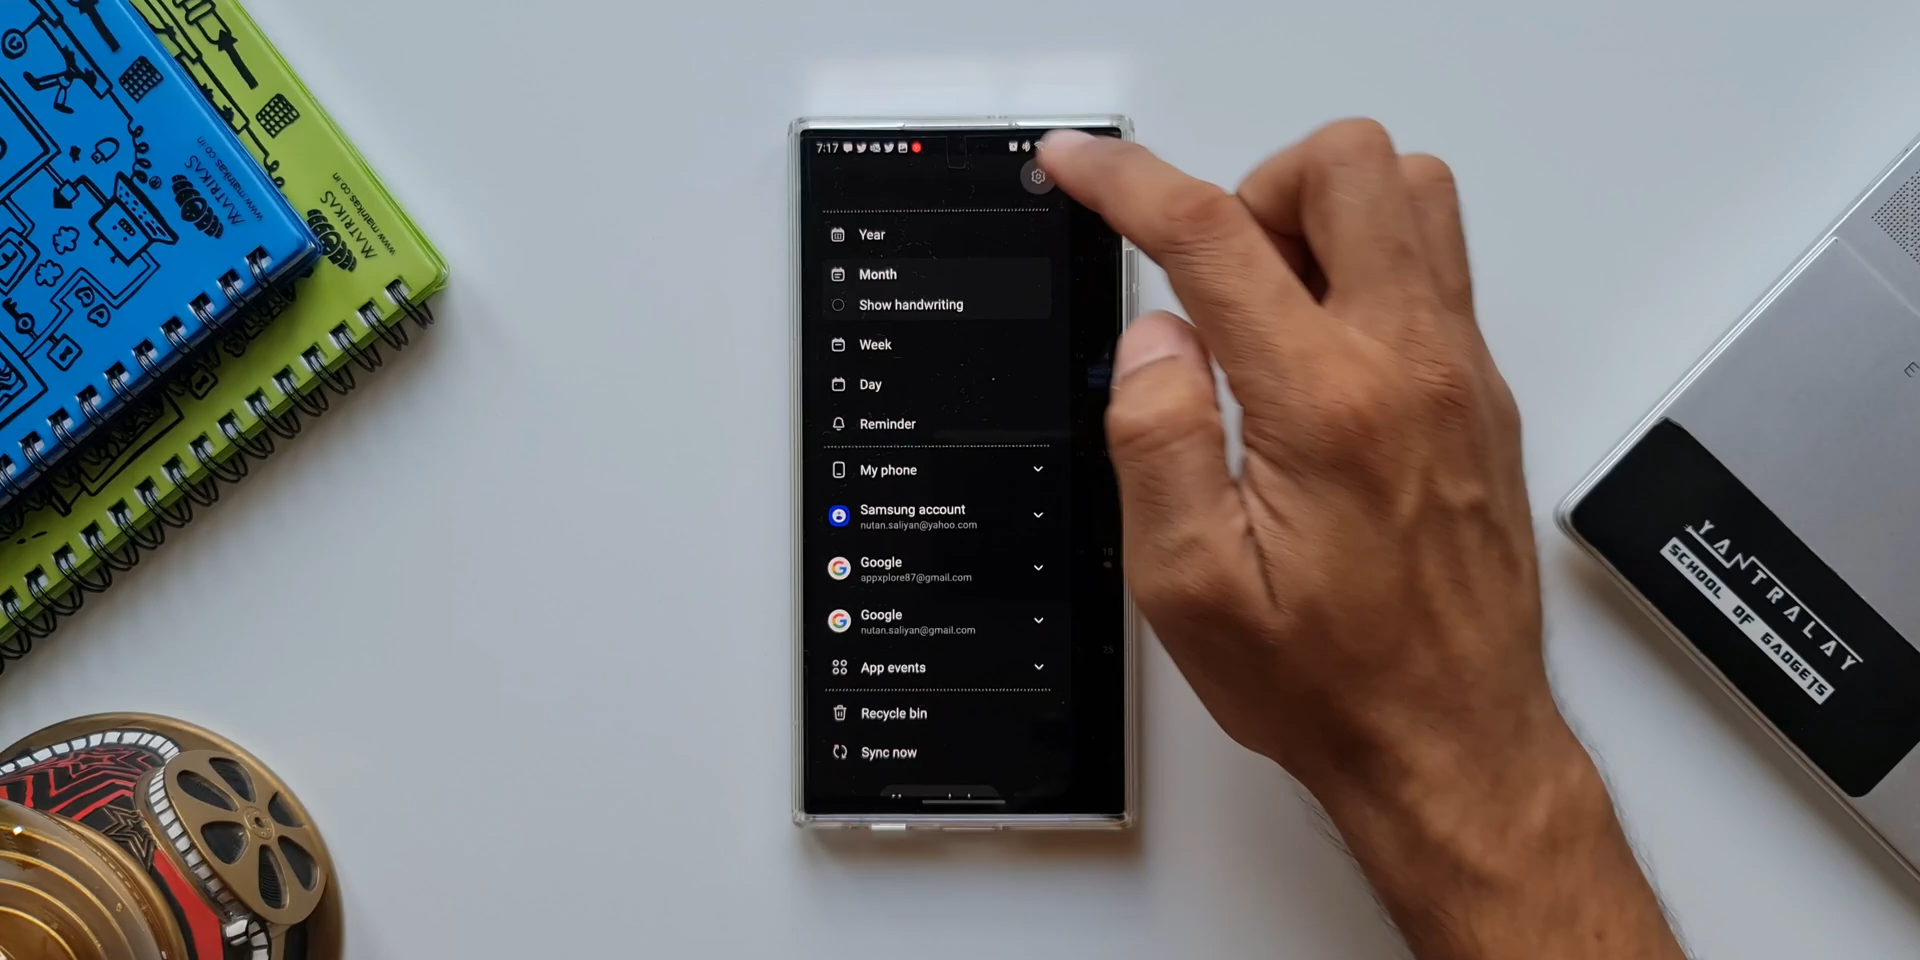 7:17
Year
Month
Show handwriting
Week
Day
Reminder
My phone
Samsung account
nutan.saliyan@yahoo.com
Google
appxplore87@gmail.com
Google
nutan.saliyan@gmail.com
App events
Recycle bin
Sync now
18
25
MATRIKAS
www.matrikas.co.in
MATRIKAS
www.matrikas.co.in
YANTRALAY
SCHOOL OF GADGETS